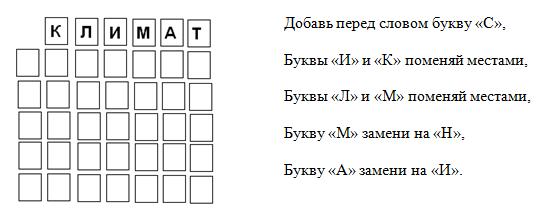 КЛИМАТ
Добавь перед словом букву «С»,
Буквы «И» и «К» поменяй местами,
Буквы «Л» и «М» поменяй местами,
Букву «М» замени на «Н»,
Букву «А» замени на «И».